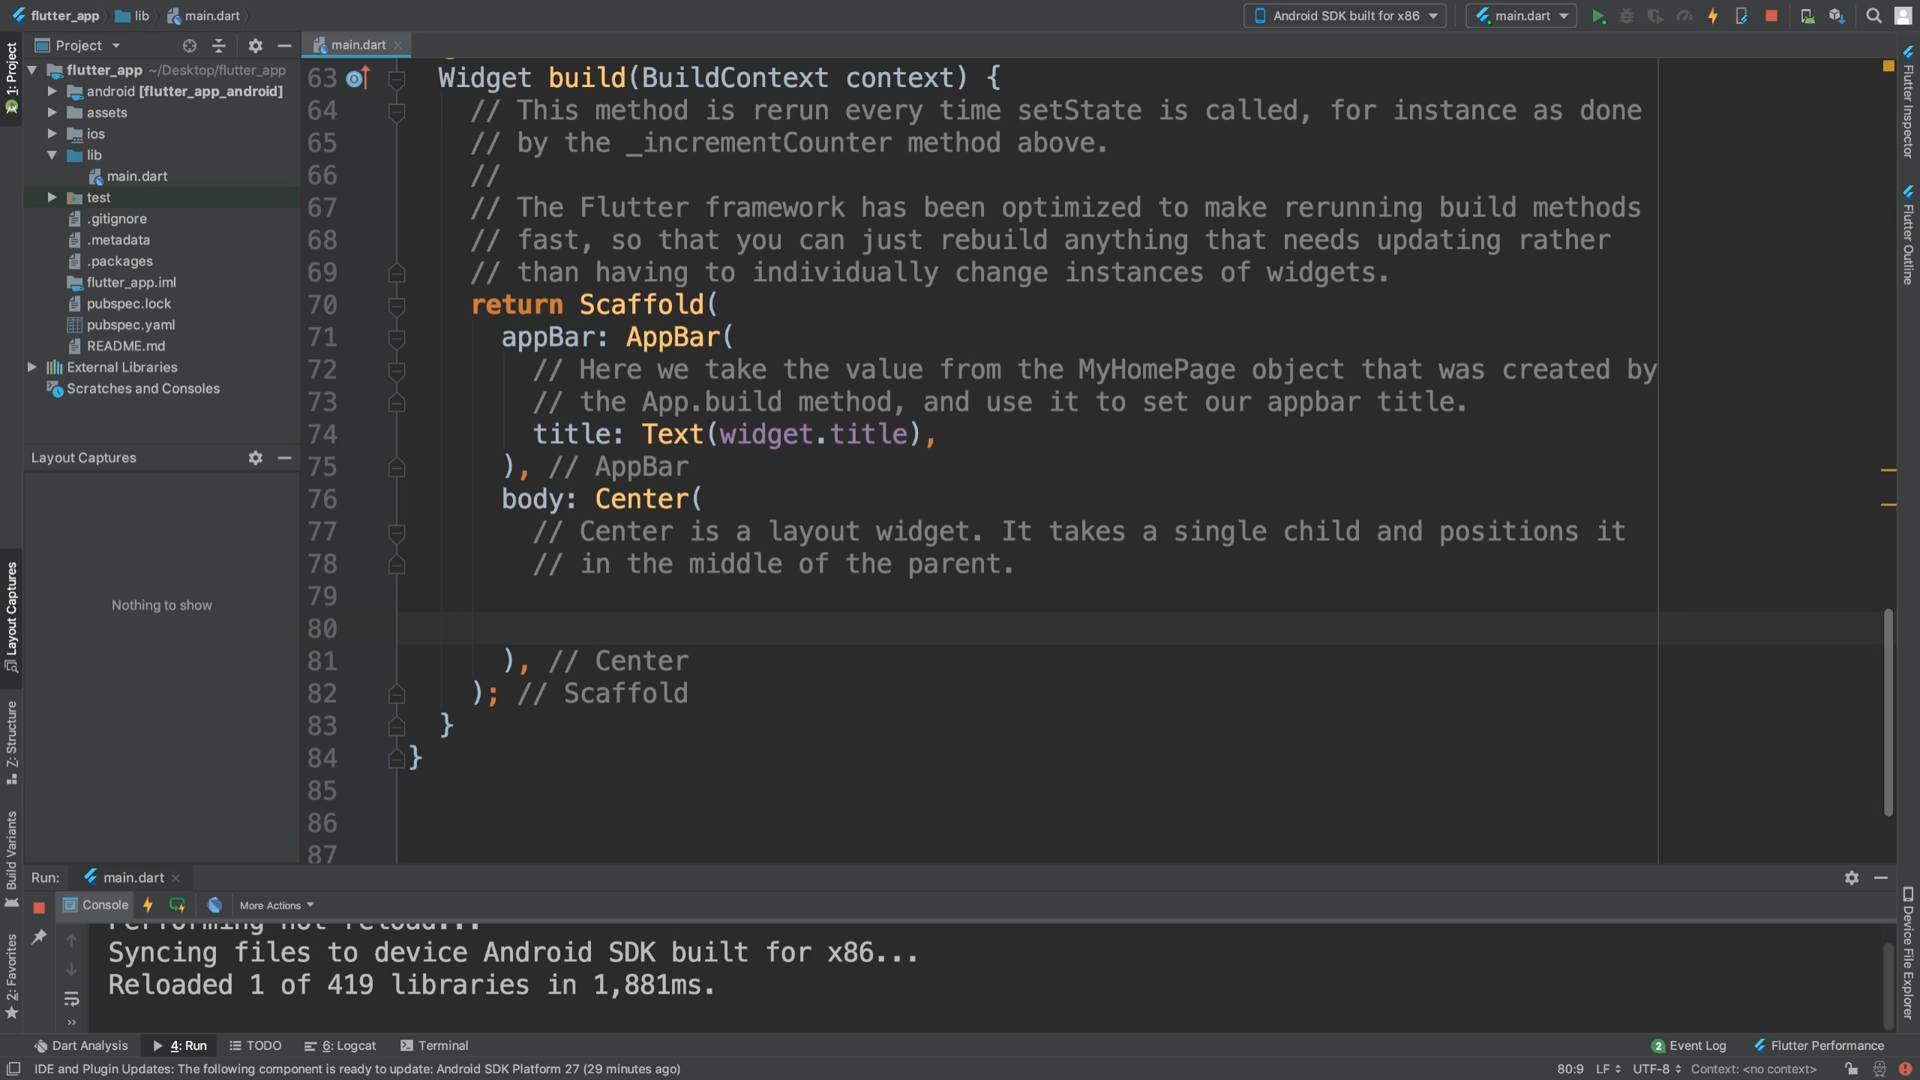 flutter_app
lib
main.dart
Android SDK built for x86
main.dart
1: Project
Project
flutter_app ~/Desktop/flutter_app
android [flutter_app_android]
assets
ios
lib
main.dart
test
.gitignore
.metadata
.packages
flutter_app.iml
pubspec.lock
pubspec.yaml
README.md
External Libraries
Scratches and Consoles
Layout Captures
Nothing to show
Layout Captures
Z: Structure
Build Variants
2: Favorites
main.dart
63 Widget build(BuildContext context) {
64 // This method is rerun every time setState is called, for instance as done
65 // by the _incrementCounter method above.
66 //
67 // The Flutter framework has been optimized to make rerunning build methods
68 // fast, so that you can just rebuild anything that needs updating rather
69 // than having to individually change instances of widgets.
70 return Scaffold(
71 appBar: AppBar(
72 // Here we take the value from the MyHomePage object that was created by
73 // the App.build method, and use it to set our appbar title.
74 title: Text(widget.title),
75 ), // AppBar
76 body: Center(
77 // Center is a layout widget. It takes a single child and positions it
78 // in the middle of the parent.
79
80
81 ), // Center
82 ); // Scaffold
83 }
84 }
85
86
87
Flutter Inspector
Flutter Outline
Device File Explorer
Run: main.dart
Console
More Actions
Performing hot reload...
Syncing files to device Android SDK built for x86...
Reloaded 1 of 419 libraries in 1,881ms.
Dart Analysis
4: Run
TODO
6: Logcat
Terminal
2 Event Log
Flutter Performance
IDE and Plugin Updates: The following component is ready to update: Android SDK Platform 27 (29 minutes ago)
80:9 LF UTF-8 Context: <no context>